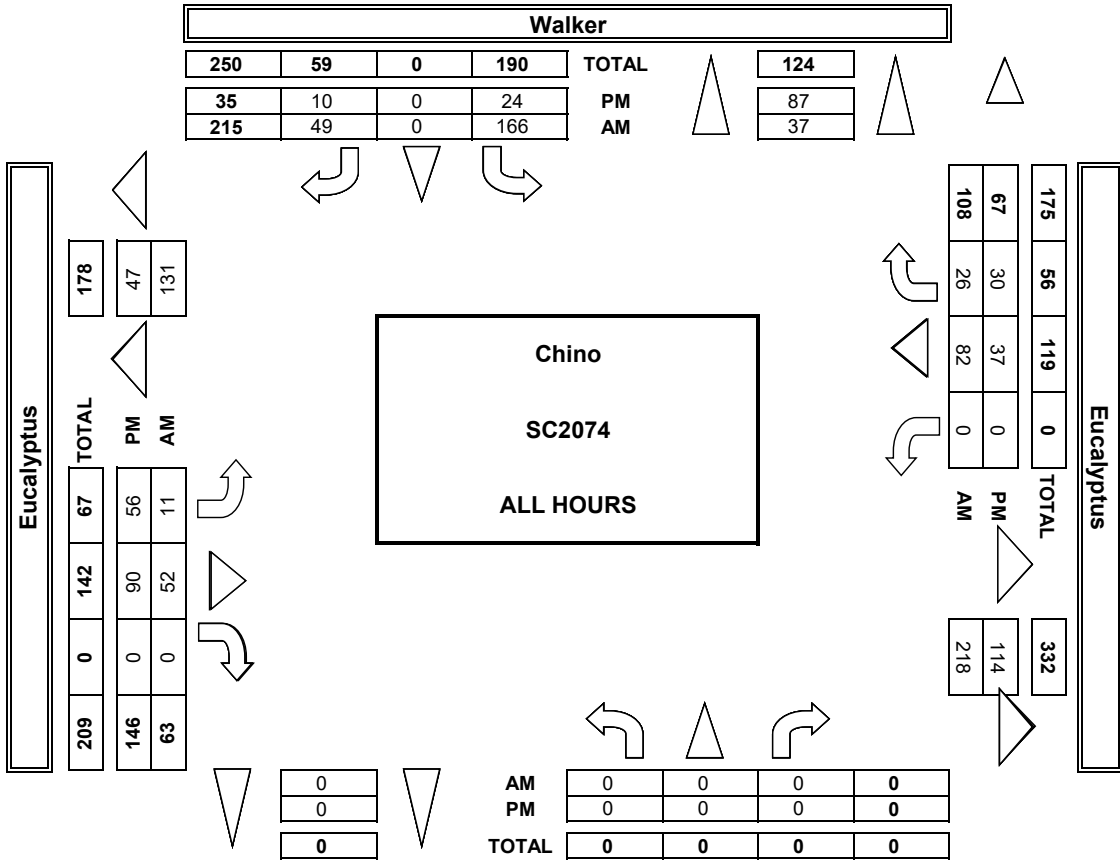 Walker
250 59 0 190 TOTAL 124
35 10 0 24 PM 87
215 49 0 166 AM 37
Eucalyptus
178 47 131
TOTAL PM AM
67 56 11
142 90 52
0 0 0
209 146 63
Chino
SC2074
ALL HOURS
108 67 175
26 30 56
82 37 119
0 0 0
AM PM TOTAL
218 114 332
Eucalyptus
0 AM 0 0 0 0
0 PM 0 0 0 0
0 TOTAL 0 0 0 0